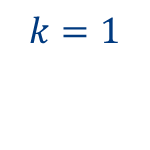 k = 1